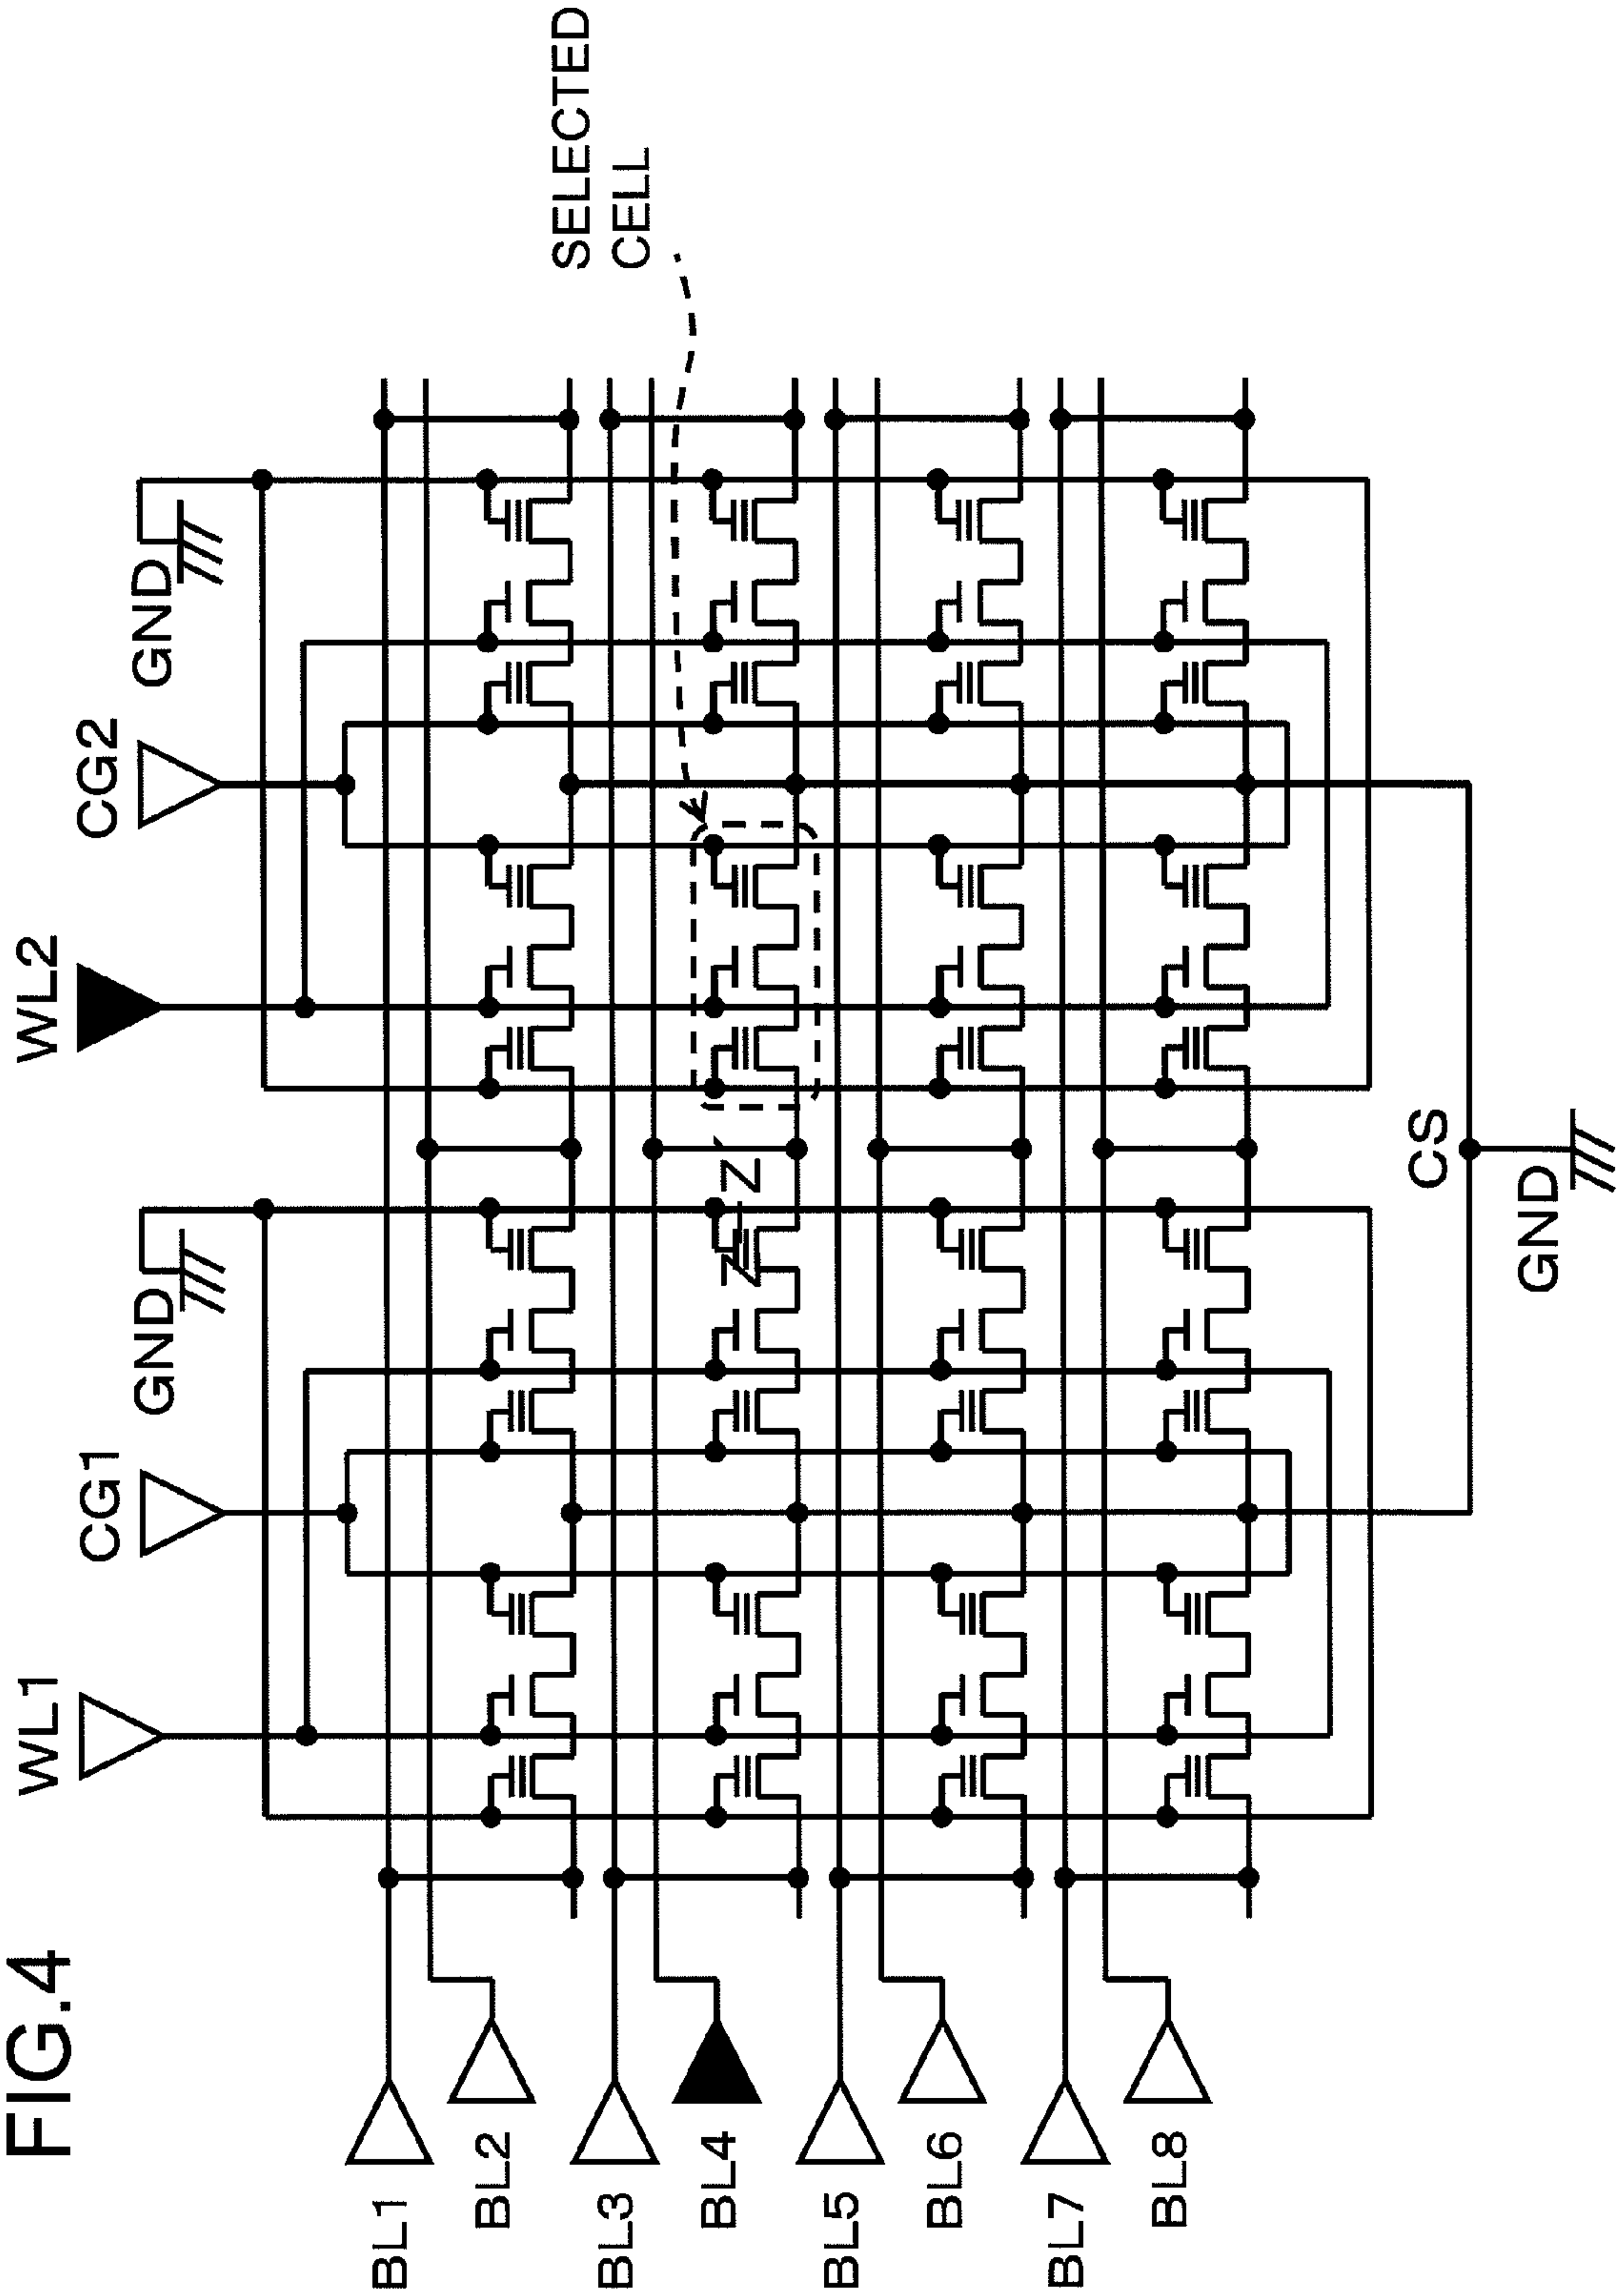 FIG.4
WL1
CG1
GND
WL2
CG2
GND
BL1
BL2
BL3
BL4
BL5
BL6
BL7
BL8
SELECTED
CELL
Z
Z
CS
GND